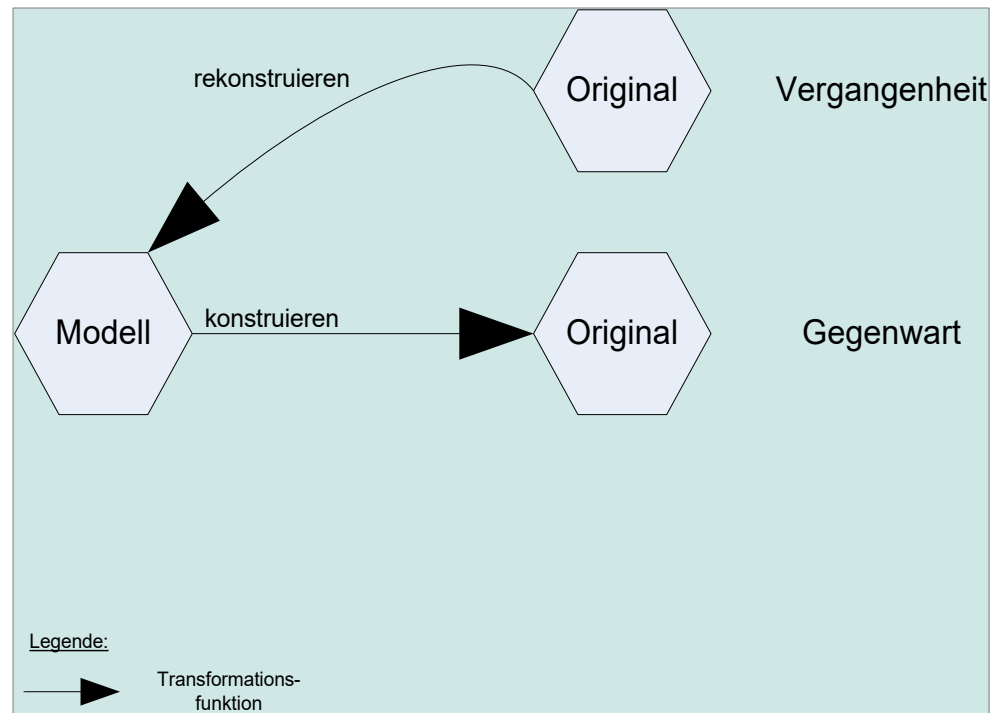 rekonstruieren
Original
Vergangenheit
Modell
konstruieren
Original
Gegenwart
Legende:
Transformations-
funktion